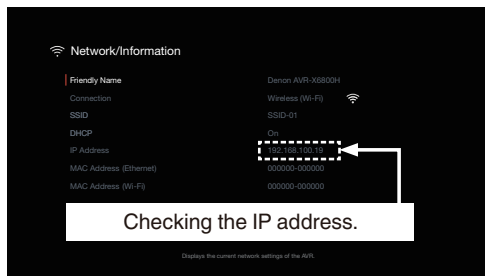 Network/Information
Friendly Name Denon AVR-X6800H
Connection Wireless (Wi-Fi)
SSID SSID-01
DHCP On
IP Address 192.168.100.19
MAC Address (Ethernet) 000000-000000
MAC Address (Wi-Fi) 000000-000000
Checking the IP address.
Displays the current network settings of the AVR.